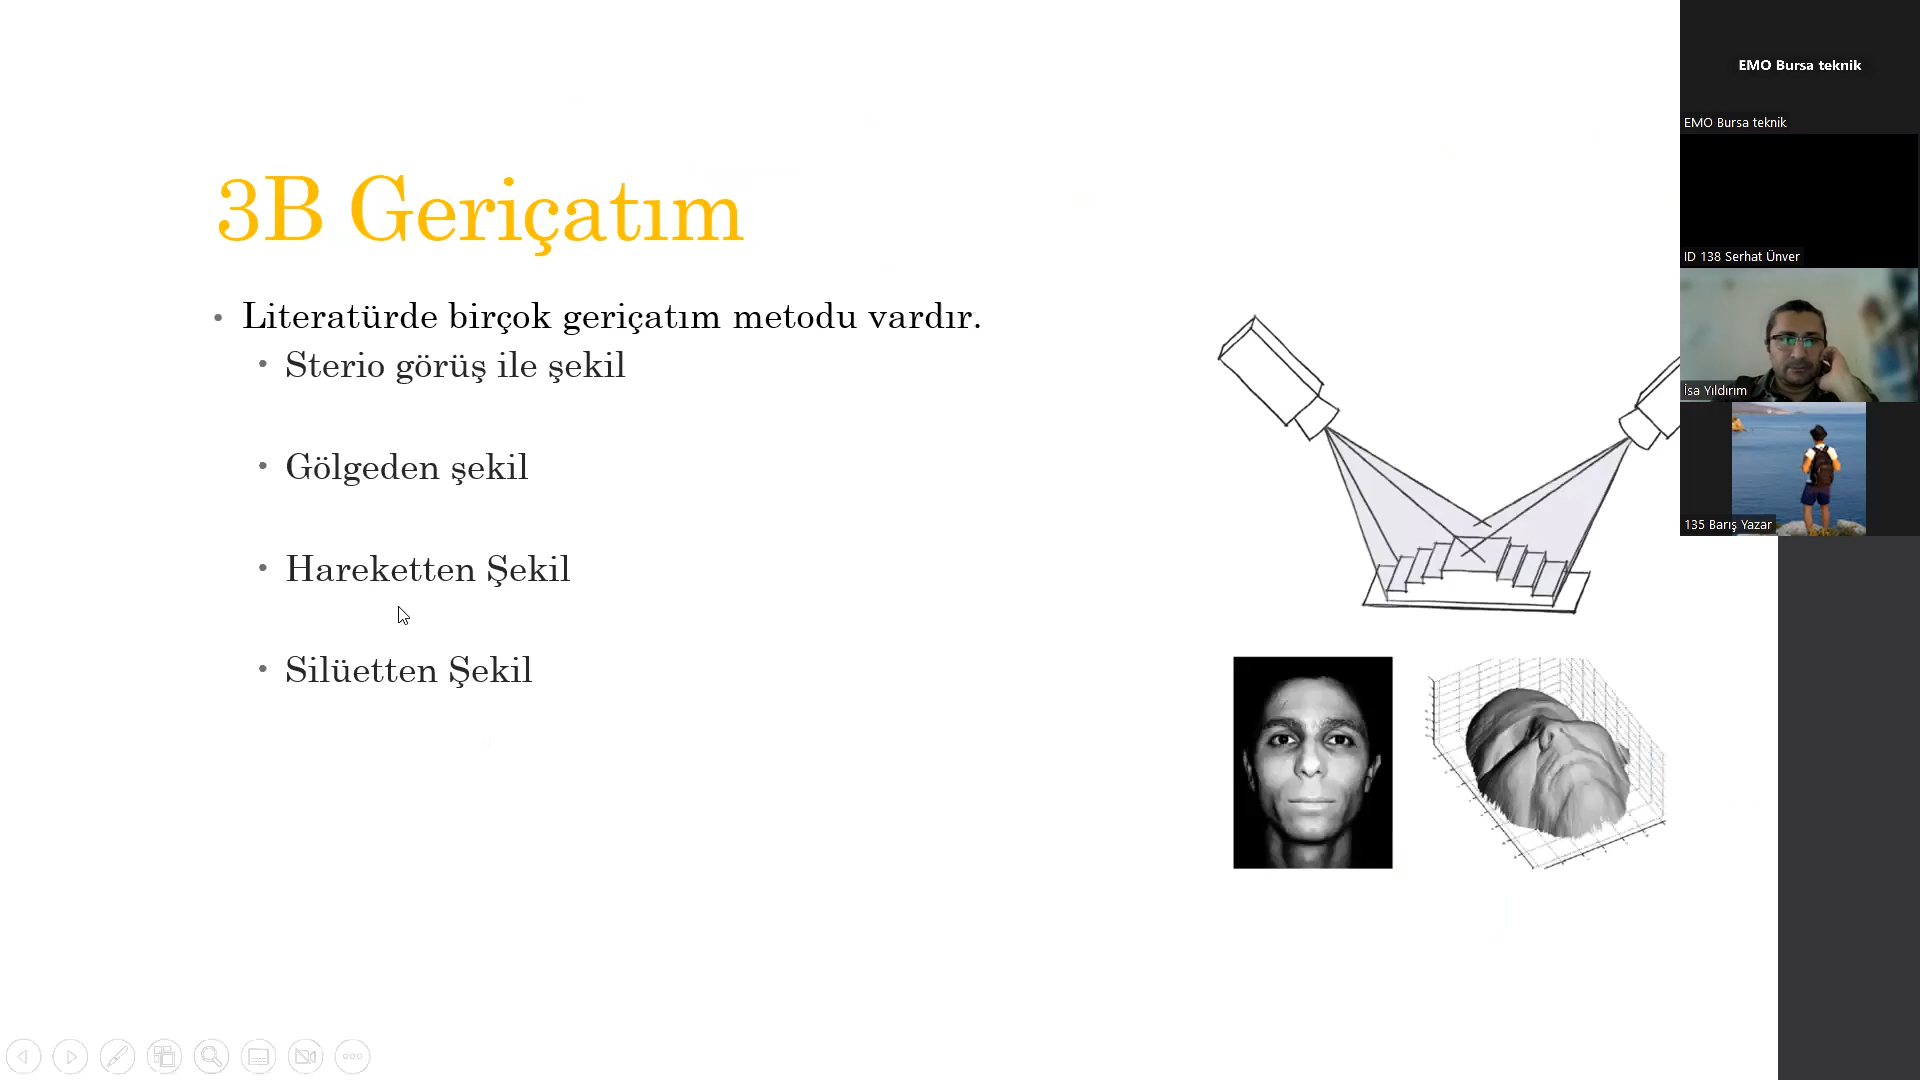 3B Geriçatım
• Literatürde birçok geriçatım metodu vardır.
• Sterio görüş ile şekil
• Gölgeden şekil
• Hareketten Şekil
• Silüetten Şekil
EMO Bursa teknik
EMO Bursa teknik
ID 138 Serhat Ünver
İsa Yıldırım
135 Barış Yazar